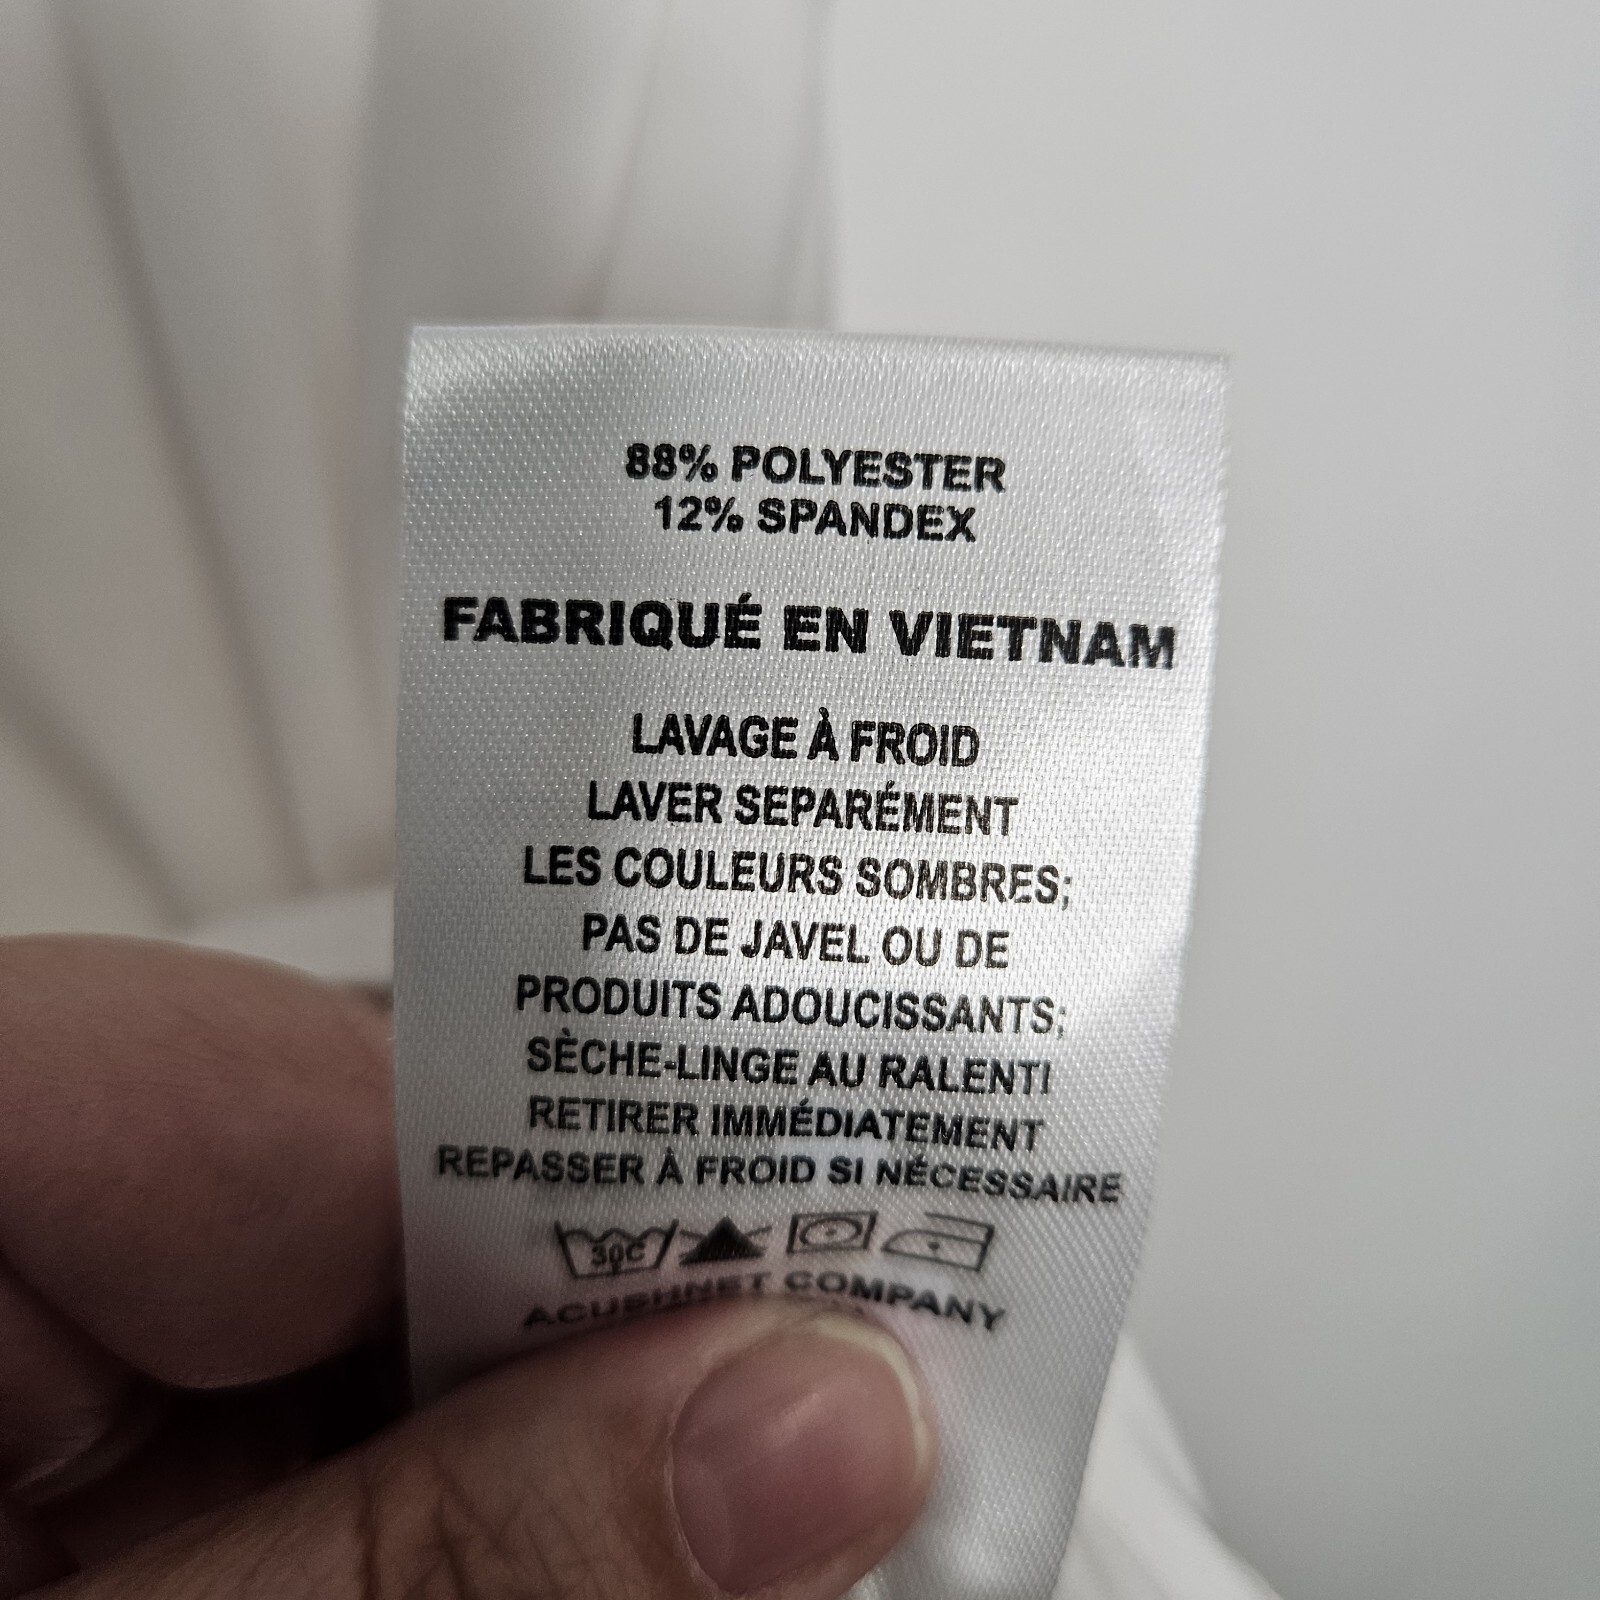 88% POLYESTER
12% SPANDEX
FABRIQUÉ EN VIETNAM
LAVAGE À FROID
LAVER SEPARÉMENT
LES COULEURS SOMBRES;
PAS DE JAVEL OU DE
PRODUITS ADOUCISSANTS;
SÈCHE-LINGE AU RALENTI
RETIRER IMMÉDIATEMENT
REPASSER À FROID SI NÉCESSAIRE
30C
ACUSHNET COMPANY